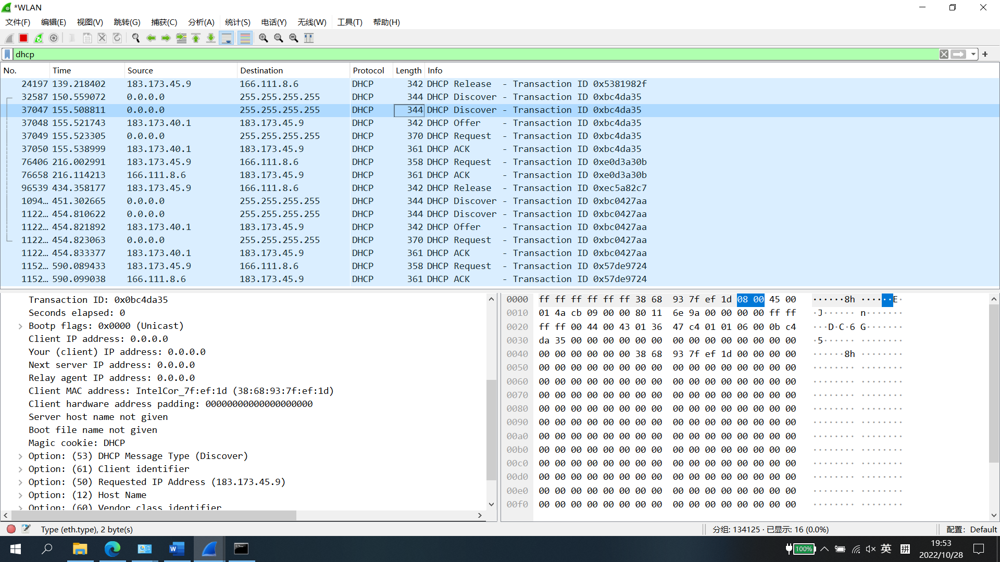 *WLAN
文件(F) 编辑(E) 视图(V) 跳转(G) 捕获(C) 分析(A) 统计(S) 电话(Y) 无线(W) 工具(T) 帮助(H)
dhcp
No. Time Source Destination Protocol Length Info
24197 139.218402 183.173.45.9 166.111.8.6 DHCP 342 DHCP Release - Transaction ID 0x5381982f
32587 150.559072 0.0.0.0 255.255.255.255 DHCP 344 DHCP Discover - Transaction ID 0xbc4da35
37047 155.508811 0.0.0.0 255.255.255.255 DHCP 344 DHCP Discover - Transaction ID 0xbc4da35
37048 155.521743 183.173.40.1 183.173.45.9 DHCP 342 DHCP Offer - Transaction ID 0xbc4da35
37049 155.523305 0.0.0.0 255.255.255.255 DHCP 370 DHCP Request - Transaction ID 0xbc4da35
37050 155.538999 183.173.40.1 183.173.45.9 DHCP 361 DHCP ACK - Transaction ID 0xbc4da35
76406 216.002991 183.173.45.9 166.111.8.6 DHCP 358 DHCP Request - Transaction ID 0xe0d3a30b
76658 216.114213 166.111.8.6 183.173.45.9 DHCP 361 DHCP ACK - Transaction ID 0xe0d3a30b
96539 434.358177 183.173.45.9 166.111.8.6 DHCP 342 DHCP Release - Transaction ID 0xec5a82c7
1094… 451.302665 0.0.0.0 255.255.255.255 DHCP 344 DHCP Discover - Transaction ID 0xbc0427aa
1122… 454.810622 0.0.0.0 255.255.255.255 DHCP 344 DHCP Discover - Transaction ID 0xbc0427aa
1122… 454.821892 183.173.40.1 183.173.45.9 DHCP 342 DHCP Offer - Transaction ID 0xbc0427aa
1122… 454.823063 0.0.0.0 255.255.255.255 DHCP 370 DHCP Request - Transaction ID 0xbc0427aa
1122… 454.833377 183.173.40.1 183.173.45.9 DHCP 361 DHCP ACK - Transaction ID 0xbc0427aa
1152… 590.089433 183.173.45.9 166.111.8.6 DHCP 358 DHCP Request - Transaction ID 0x57de9724
1152… 590.099038 166.111.8.6 183.173.45.9 DHCP 361 DHCP ACK - Transaction ID 0x57de9724
Transaction ID: 0x0bc4da35
Seconds elapsed: 0
Bootp flags: 0x0000 (Unicast)
Client IP address: 0.0.0.0
Your (client) IP address: 0.0.0.0
Next server IP address: 0.0.0.0
Relay agent IP address: 0.0.0.0
Client MAC address: IntelCor_7f:ef:1d (38:68:93:7f:ef:1d)
Client hardware address padding: 00000000000000000000
Server host name not given
Boot file name not given
Magic cookie: DHCP
Option: (53) DHCP Message Type (Discover)
Option: (61) Client identifier
Option: (50) Requested IP Address (183.173.45.9)
Option: (12) Host Name
Option: (60) Vendor class identifier
0000 ff ff ff ff ff ff 38 68 93 7f ef 1d 08 00 45 00 ······8h ······E·
0010 01 4a cb 09 00 00 80 11 6e 9a 00 00 00 00 ff ff ·J······ n·······
0020 ff ff 00 44 00 43 01 36 47 c4 01 01 06 00 0b c4 ···D·C·6 G·······
0030 da 35 00 00 00 00 00 00 00 00 00 00 00 00 00 00 ·5······ ········
0040 00 00 00 00 00 00 38 68 93 7f ef 1d 00 00 00 00 ······8h ········
0050 00 00 00 00 00 00 00 00 00 00 00 00 00 00 00 00 ········ ········
0060 00 00 00 00 00 00 00 00 00 00 00 00 00 00 00 00 ········ ········
0070 00 00 00 00 00 00 00 00 00 00 00 00 00 00 00 00 ········ ········
0080 00 00 00 00 00 00 00 00 00 00 00 00 00 00 00 00 ········ ········
0090 00 00 00 00 00 00 00 00 00 00 00 00 00 00 00 00 ········ ········
00a0 00 00 00 00 00 00 00 00 00 00 00 00 00 00 00 00 ········ ········
00b0 00 00 00 00 00 00 00 00 00 00 00 00 00 00 00 00 ········ ········
00c0 00 00 00 00 00 00 00 00 00 00 00 00 00 00 00 00 ········ ········
00d0 00 00 00 00 00 00 00 00 00 00 00 00 00 00 00 00 ········ ········
00e0 00 00 00 00 00 00 00 00 00 00 00 00 00 00 00 00 ········ ········
00f0 00 00 00 00 00 00 00 00 00 00 00 00 00 00 00 00 ········ ········
Type (eth.type), 2 byte(s) 分组: 134125 · 已显示: 16 (0.0%) 配置: Default
100% 英 拼 19:53
2022/10/28